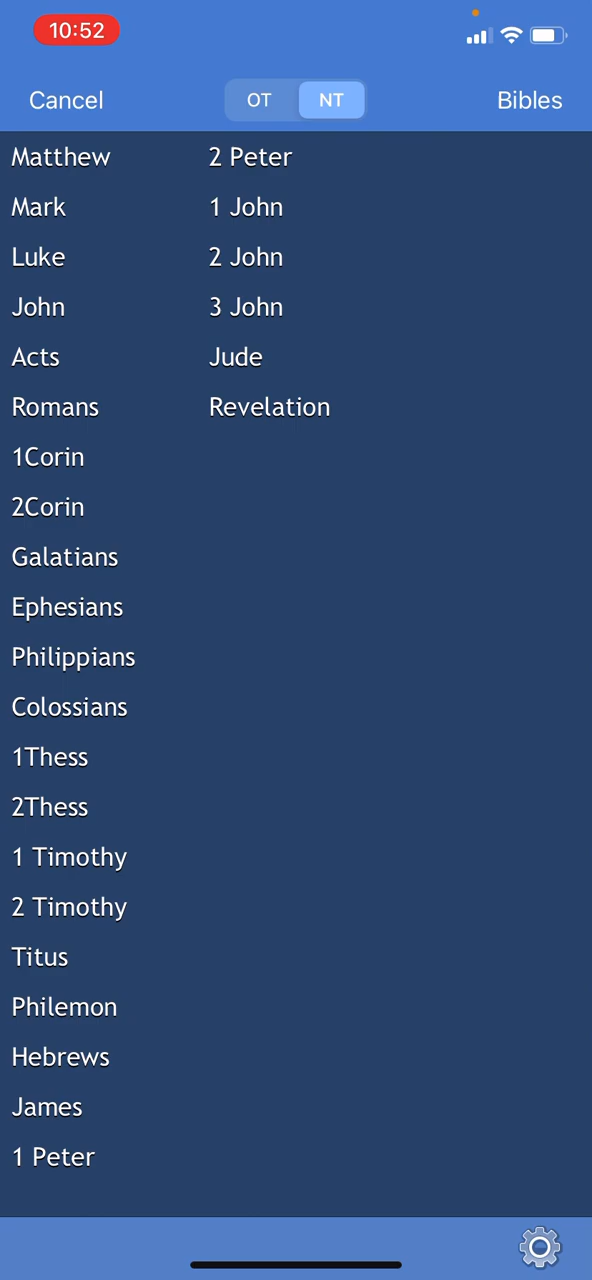 10:52
Cancel
OT
NT
Bibles
Matthew
Mark
Luke
John
Acts
Romans
1Corin
2Corin
Galatians
Ephesians
Philippians
Colossians
1Thess
2Thess
1 Timothy
2 Timothy
Titus
Philemon
Hebrews
James
1 Peter
2 Peter
1 John
2 John
3 John
Jude
Revelation